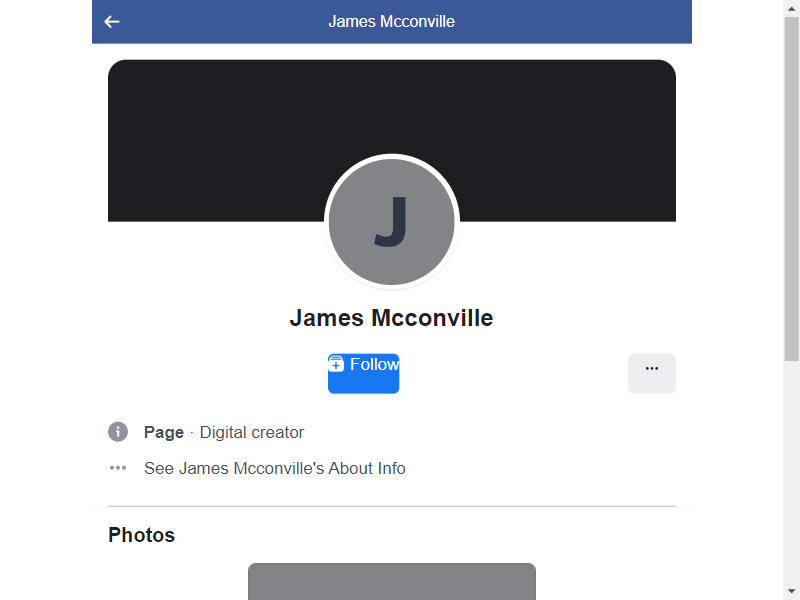 James Mcconville
J
James Mcconville
Follow
Page · Digital creator
See James Mcconville's About Info
Photos